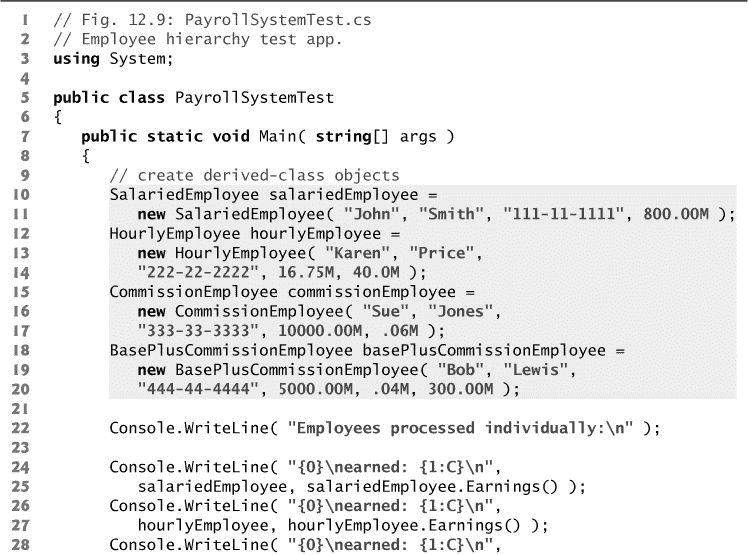 1 // Fig. 12.9: PayrollSystemTest.cs
2 // Employee hierarchy test app.
3 using System;
4
5 public class PayrollSystemTest
6 {
7    public static void Main( string[] args )
8    {
9       // create derived-class objects
10       SalariedEmployee salariedEmployee =
11          new SalariedEmployee( "John", "Smith", "111-11-1111", 800.00M );
12       HourlyEmployee hourlyEmployee =
13          new HourlyEmployee( "Karen", "Price",
14          "222-22-2222", 16.75M, 40.0M );
15       CommissionEmployee commissionEmployee =
16          new CommissionEmployee( "Sue", "Jones",
17          "333-33-3333", 10000.00M, .06M );
18       BasePlusCommissionEmployee basePlusCommissionEmployee =
19          new BasePlusCommissionEmployee( "Bob", "Lewis",
20          "444-44-4444", 5000.00M, .04M, 300.00M );
21
22       Console.WriteLine( "Employees processed individually:\n" );
23
24       Console.WriteLine( "{0}\nearned: {1:C}\n",
25          salariedEmployee, salariedEmployee.Earnings() );
26       Console.WriteLine( "{0}\nearned: {1:C}\n",
27          hourlyEmployee, hourlyEmployee.Earnings() );
28       Console.WriteLine( "{0}\nearned: {1:C}\n",